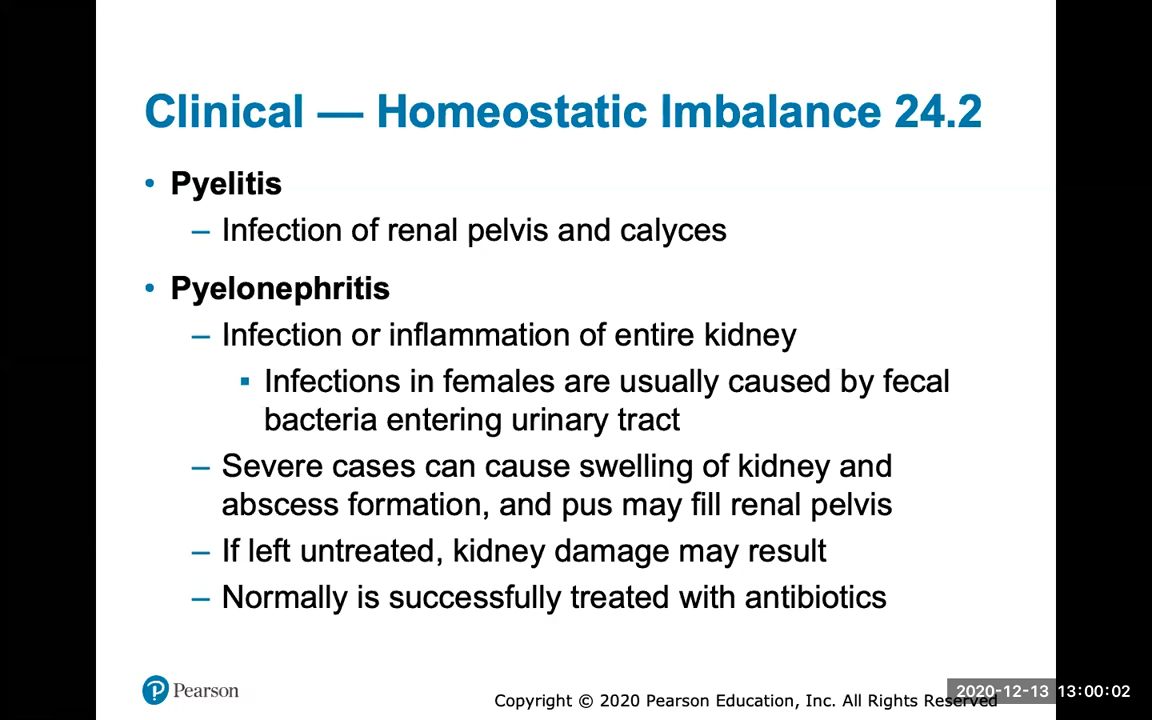 Clinical — Homeostatic Imbalance 24.2
• Pyelitis
– Infection of renal pelvis and calyces
• Pyelonephritis
– Infection or inflammation of entire kidney
▪ Infections in females are usually caused by fecal
bacteria entering urinary tract
– Severe cases can cause swelling of kidney and
abscess formation, and pus may fill renal pelvis
– If left untreated, kidney damage may result
– Normally is successfully treated with antibiotics
P Pearson
Copyright © 2020 Pearson Education, Inc. All Rights Reserved
2020-12-13 13:00:02